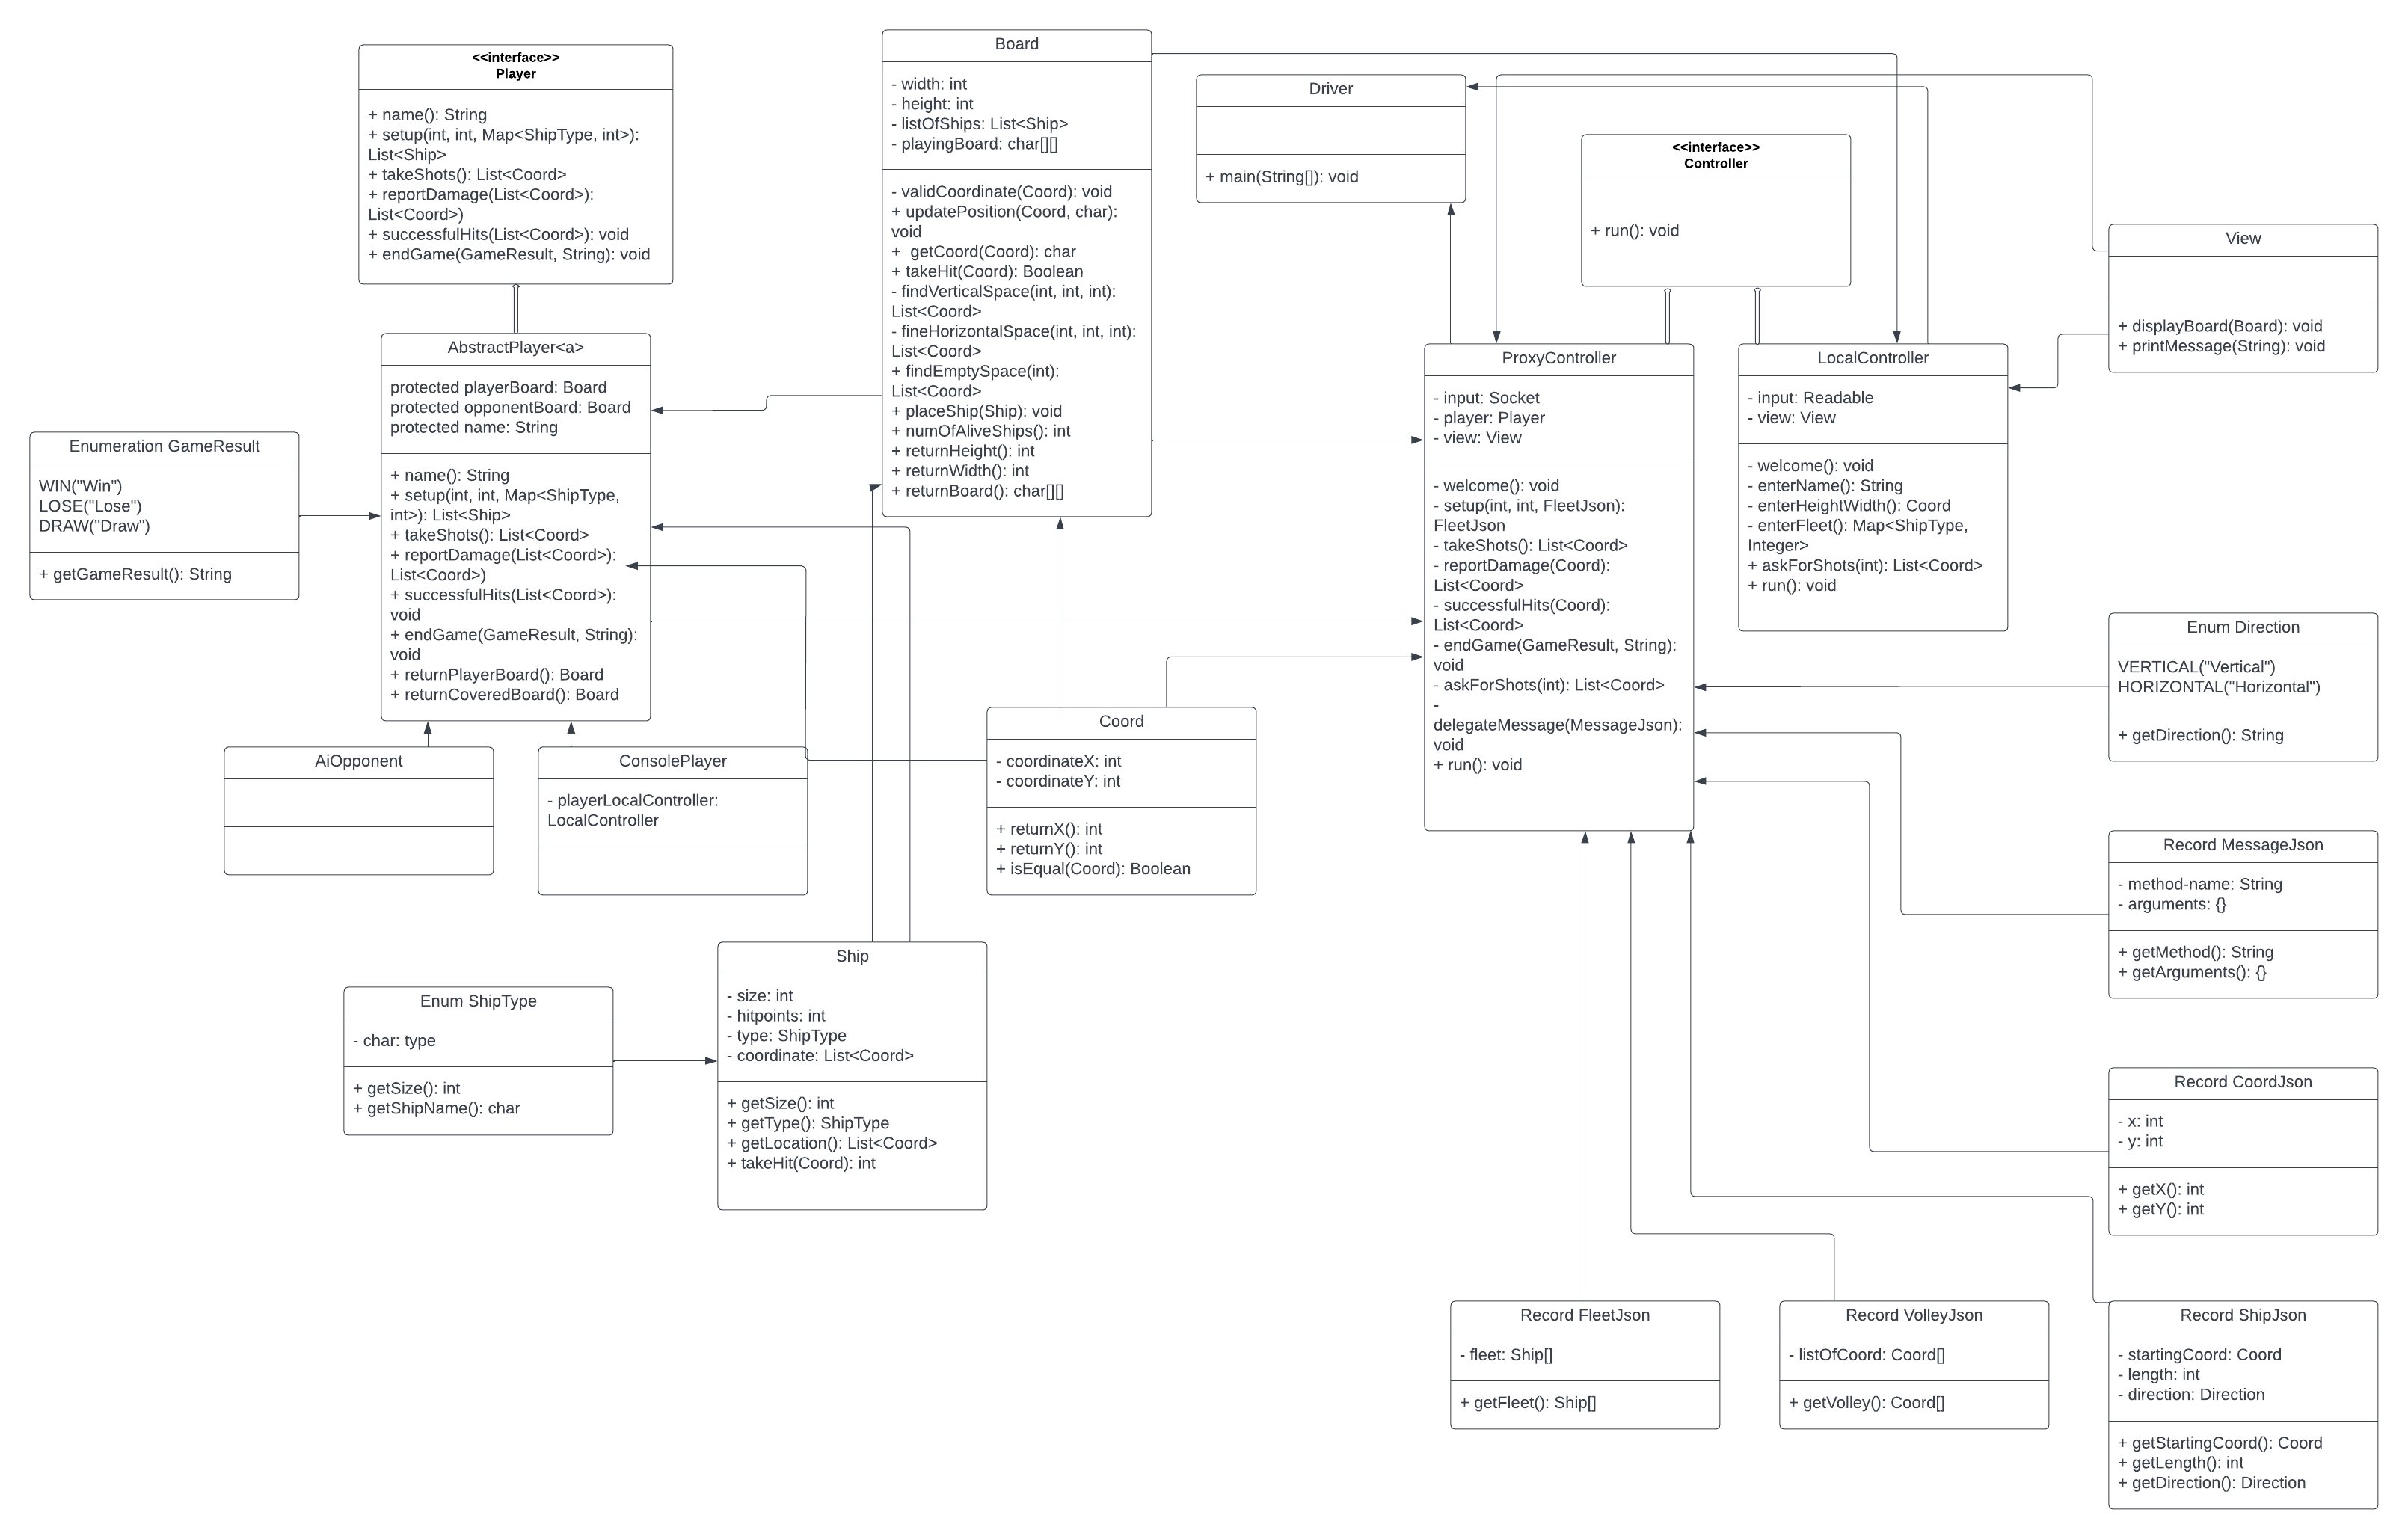 <<interface>>
Player
+ name(): String
+ setup(int, int, Map<ShipType, int>):
List<Ship>
+ takeShots(): List<Coord>
+ reportDamage(List<Coord>):
List<Coord>)
+ successfulHits(List<Coord>): void
+ endGame(GameResult, String): void
Board
- width: int
- height: int
- listOfShips: List<Ship>
- playingBoard: char[][]
- validCoordinate(Coord): void
+ updatePosition(Coord, char):
void
+  getCoord(Coord): char
+ takeHit(Coord): Boolean
- findVerticalSpace(int, int, int):
List<Coord>
- fineHorizontalSpace(int, int, int):
List<Coord>
+ findEmptySpace(int):
List<Coord>
+ placeShip(Ship): void
+ numOfAliveShips(): int
+ returnHeight(): int
+ returnWidth(): int
+ returnBoard(): char[][]
Driver
+ main(String[]): void
<<interface>>
Controller
+ run(): void
View
+ displayBoard(Board): void
+ printMessage(String): void
AbstractPlayer<a>
protected playerBoard: Board
protected opponentBoard: Board
protected name: String
+ name(): String
+ setup(int, int, Map<ShipType,
int>): List<Ship>
+ takeShots(): List<Coord>
+ reportDamage(List<Coord>):
List<Coord>)
+ successfulHits(List<Coord>):
void
+ endGame(GameResult, String):
void
+ returnPlayerBoard(): Board
+ returnCoveredBoard(): Board
ProxyController
- input: Socket
- player: Player
- view: View
- welcome(): void
- setup(int, int, FleetJson):
FleetJson
- takeShots(): List<Coord>
- reportDamage(Coord):
List<Coord>
- successfulHits(Coord):
List<Coord>
- endGame(GameResult, String):
void
- askForShots(int): List<Coord>
-
delegateMessage(MessageJson):
void
+ run(): void
LocalController
- input: Readable
- view: View
- welcome(): void
- enterName(): String
- enterHeightWidth(): Coord
- enterFleet(): Map<ShipType,
Integer>
+ askForShots(int): List<Coord>
+ run(): void
Enumeration GameResult
WIN("Win")
LOSE("Lose")
DRAW("Draw")
+ getGameResult(): String
Enum Direction
VERTICAL("Vertical")
HORIZONTAL("Horizontal")
+ getDirection(): String
AiOpponent
ConsolePlayer
- playerLocalController:
LocalController
Coord
- coordinateX: int
- coordinateY: int
+ returnX(): int
+ returnY(): int
+ isEqual(Coord): Boolean
Record MessageJson
- method-name: String
- arguments: {}
+ getMethod(): String
+ getArguments(): {}
Enum ShipType
- char: type
+ getSize(): int
+ getShipName(): char
Ship
- size: int
- hitpoints: int
- type: ShipType
- coordinate: List<Coord>
+ getSize(): int
+ getType(): ShipType
+ getLocation(): List<Coord>
+ takeHit(Coord): int
Record CoordJson
- x: int
- y: int
+ getX(): int
+ getY(): int
Record FleetJson
- fleet: Ship[]
+ getFleet(): Ship[]
Record VolleyJson
- listOfCoord: Coord[]
+ getVolley(): Coord[]
Record ShipJson
- startingCoord: Coord
- length: int
- direction: Direction
+ getStartingCoord(): Coord
+ getLength(): int
+ getDirection(): Direction